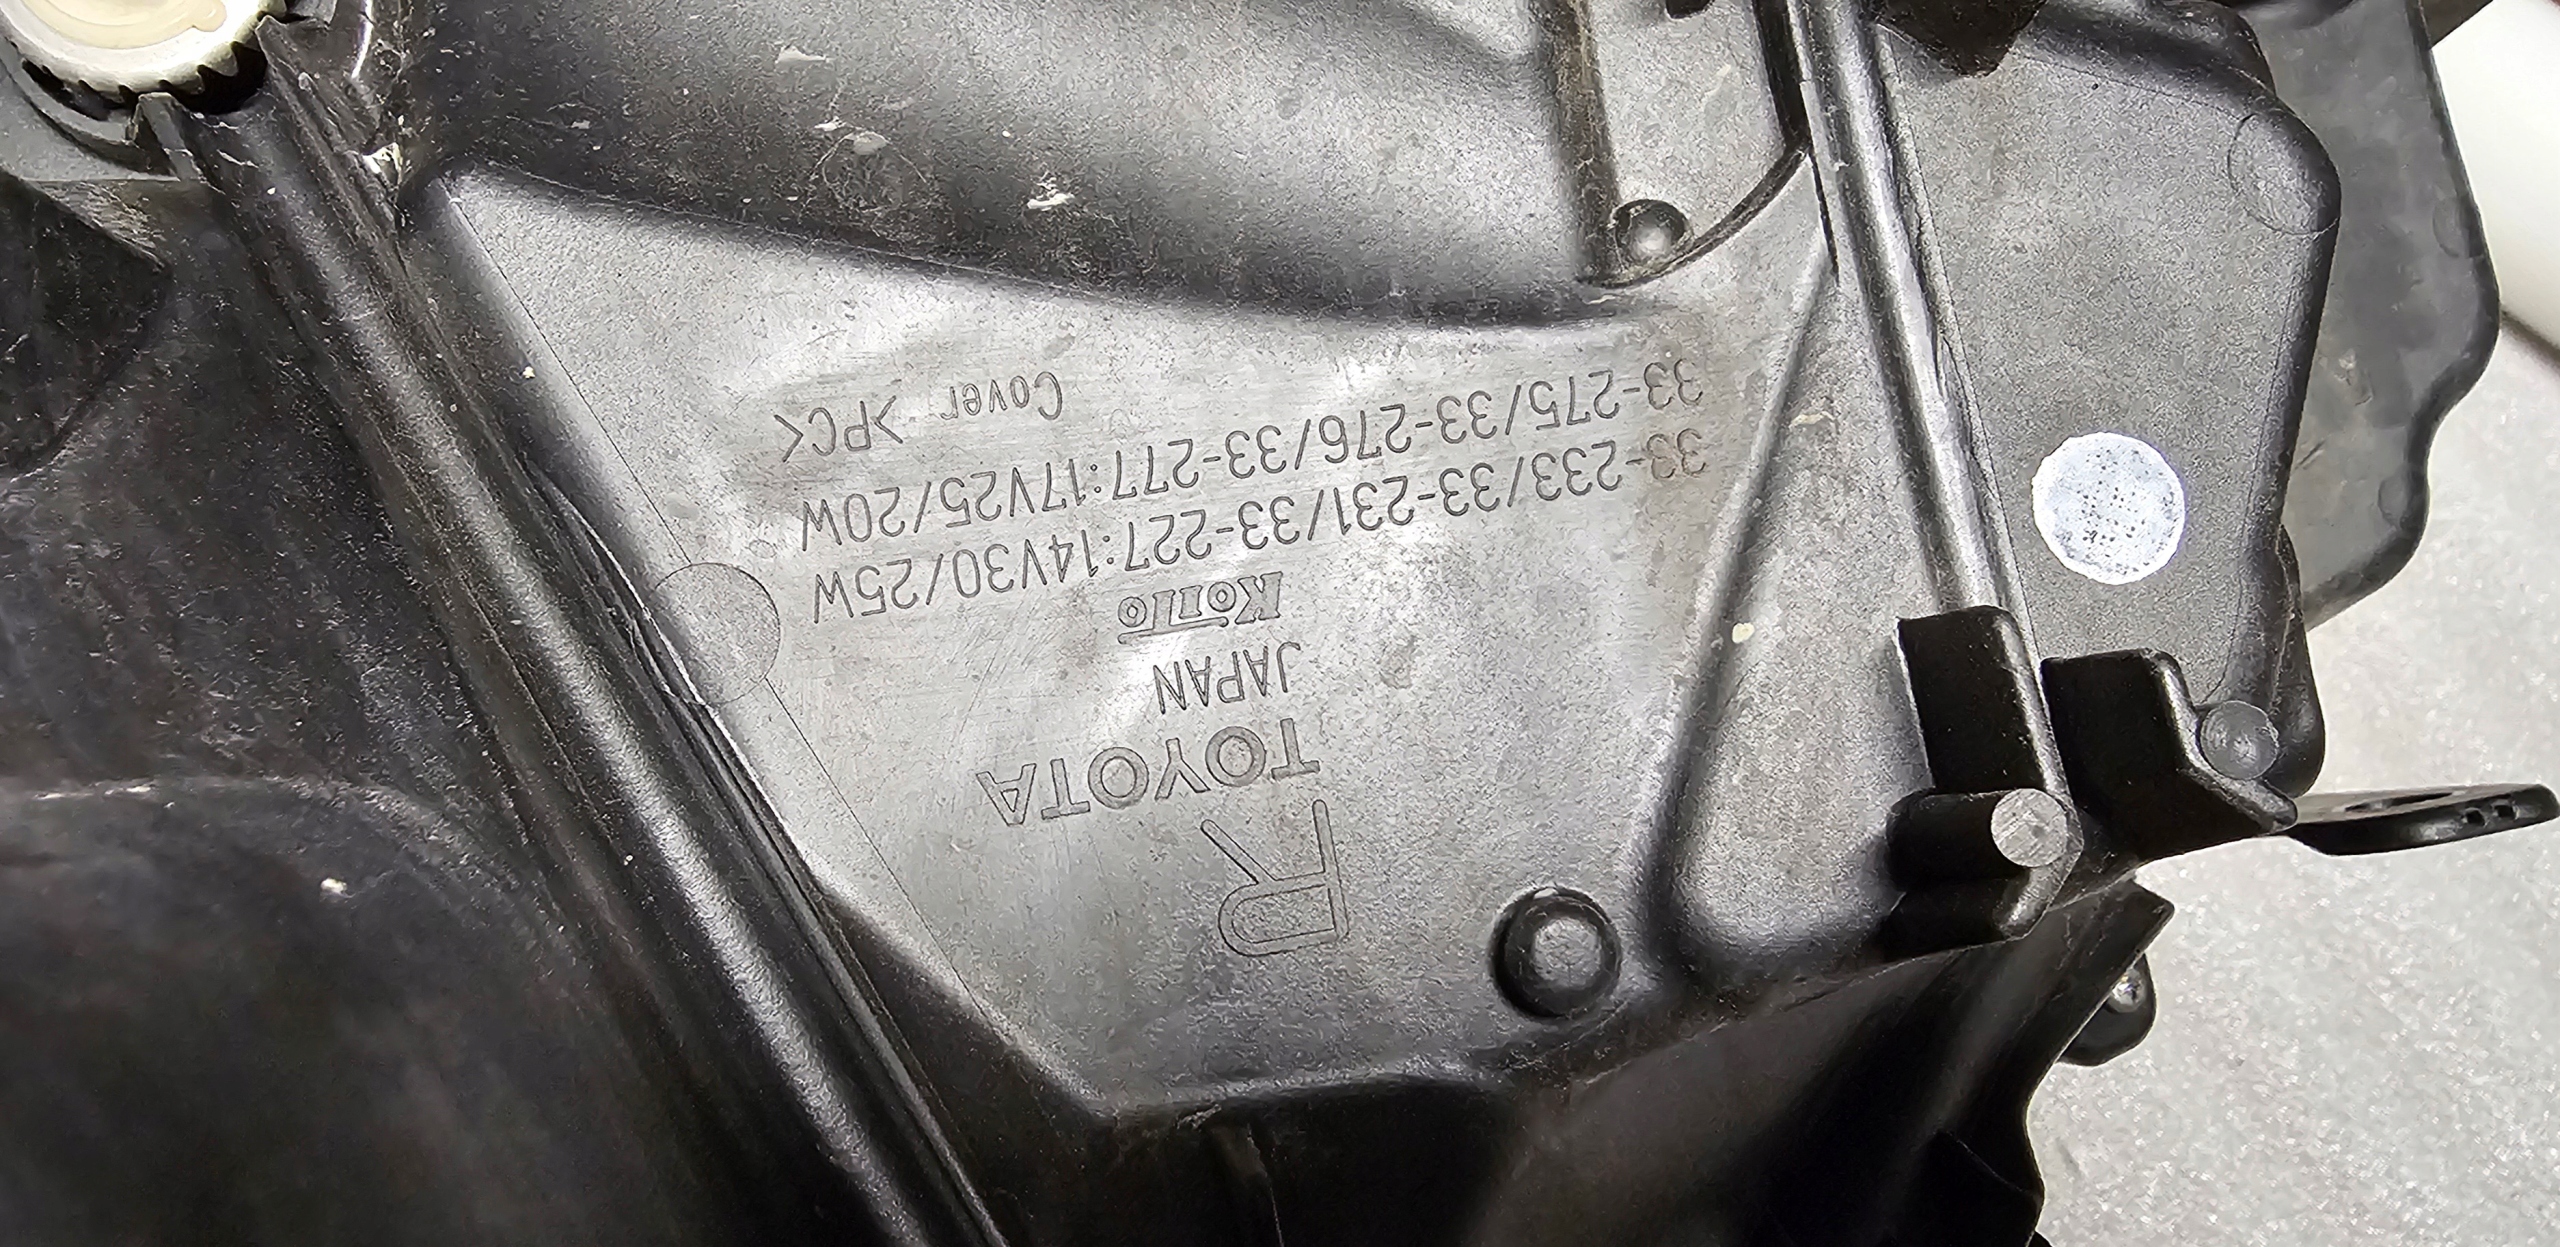 R
TOYOTA
JAPAN
KOITO
33-233/33-231/33-227:14V30/25W
33-275/33-276/33-277:17V25/20W
Cover >PC<